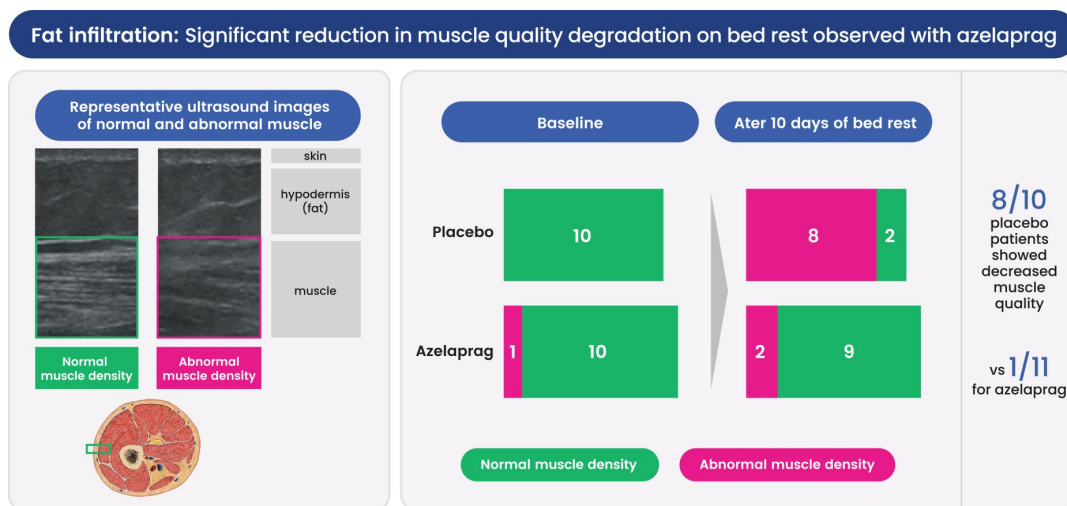 Fat infiltration: Significant reduction in muscle quality degradation on bed rest observed with azelaprag
Representative ultrasound images
of normal and abnormal muscle
skin
hypodermis
(fat)
muscle
Normal
muscle density
Abnormal
muscle density
Baseline
Ater 10 days of bed rest
Placebo
10
8
2
Azelaprag
1
10
2
9
Normal muscle density
Abnormal muscle density
8/10
placebo
patients
showed
decreased
muscle
quality
vs 1/11
for azelaprag